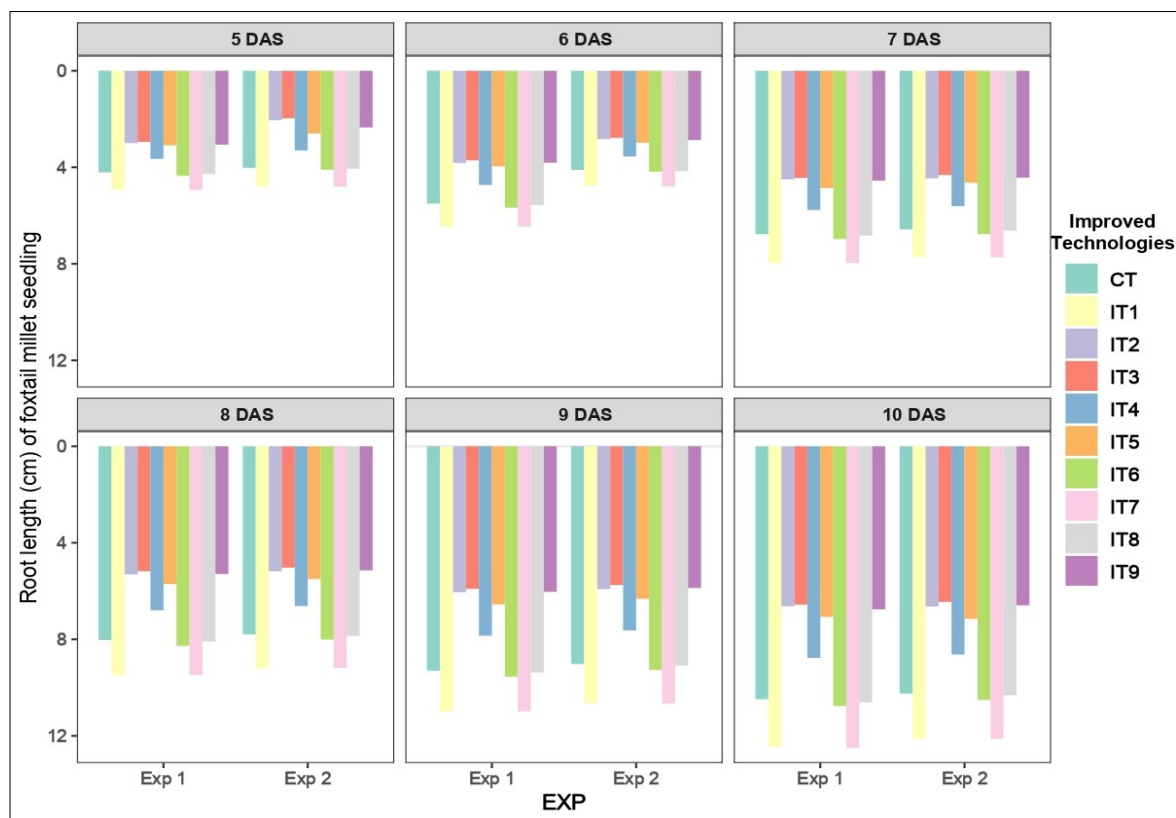 5 DAS
6 DAS
7 DAS
0
4
8
12
8 DAS
9 DAS
10 DAS
0
4
8
12
Exp 1
Exp 2
Exp 1
Exp 2
Exp 1
Exp 2
EXP
Root length (cm) of foxtail millet seedling
Improved
Technologies
CT
IT1
IT2
IT3
IT4
IT5
IT6
IT7
IT8
IT9